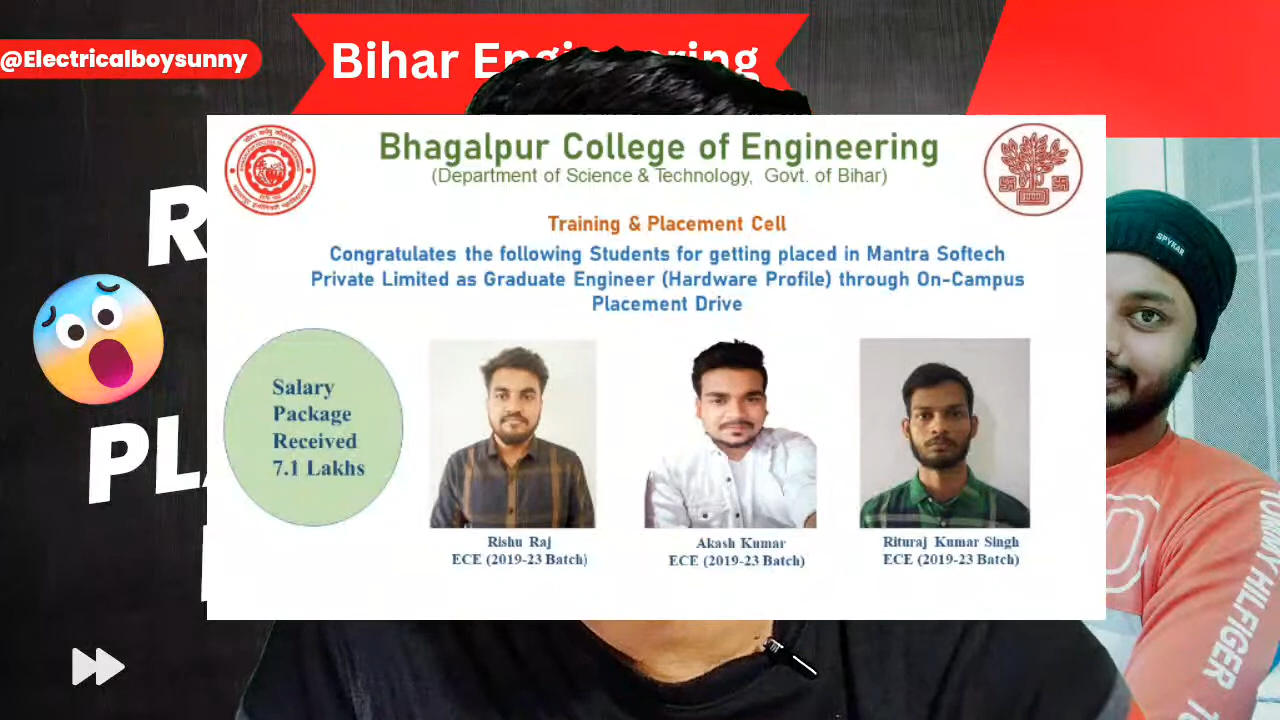 @Electricalboysunny
Bihar Engineering
Bhagalpur College of Engineering
(Department of Science & Technology, Govt. of Bihar)
Training & Placement Cell
Congratulates the following Students for getting placed in Mantra Softech
Private Limited as Graduate Engineer (Hardware Profile) through On-Campus
Placement Drive
Salary
Package
Received
7.1 Lakhs
Rishu Raj
ECE (2019-23 Batch)
Akash Kumar
ECE (2019-23 Batch)
Rituraj Kumar Singh
ECE (2019-23 Batch)
R
PLA
SPYKAR
TOMMY HILFIGER